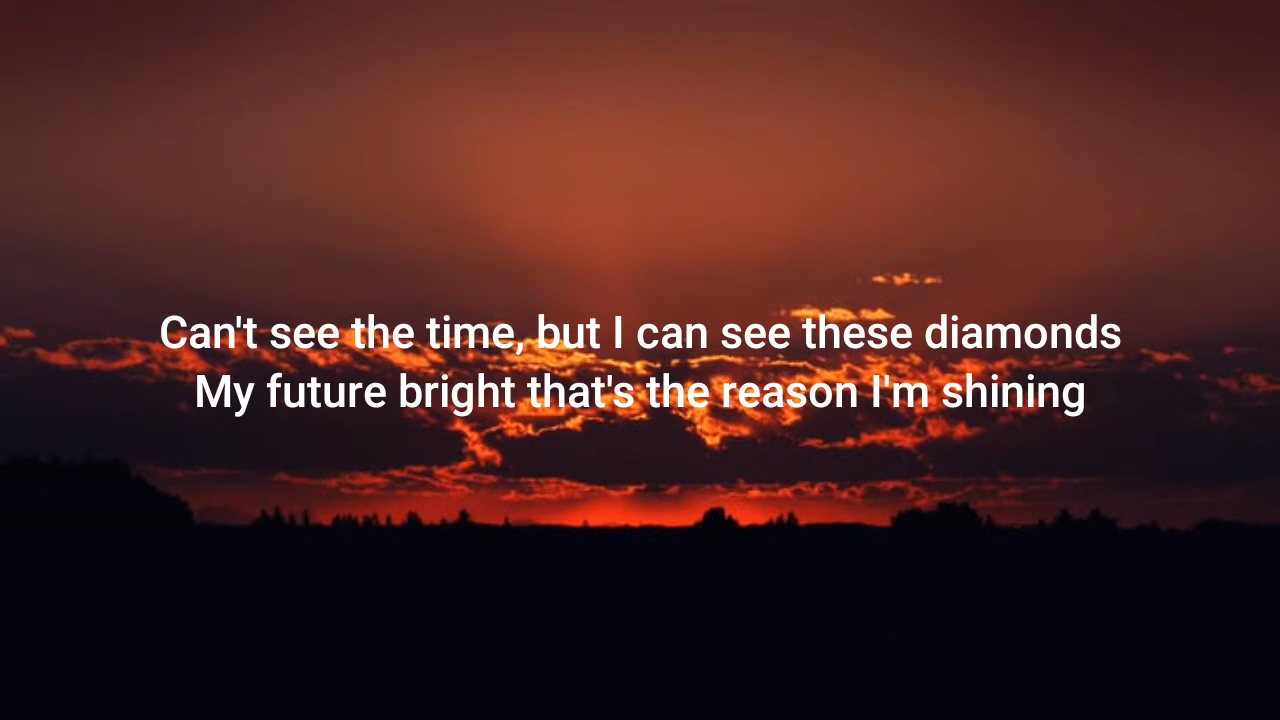 Can't see the time, but I can see these diamonds
My future bright that's the reason I'm shining